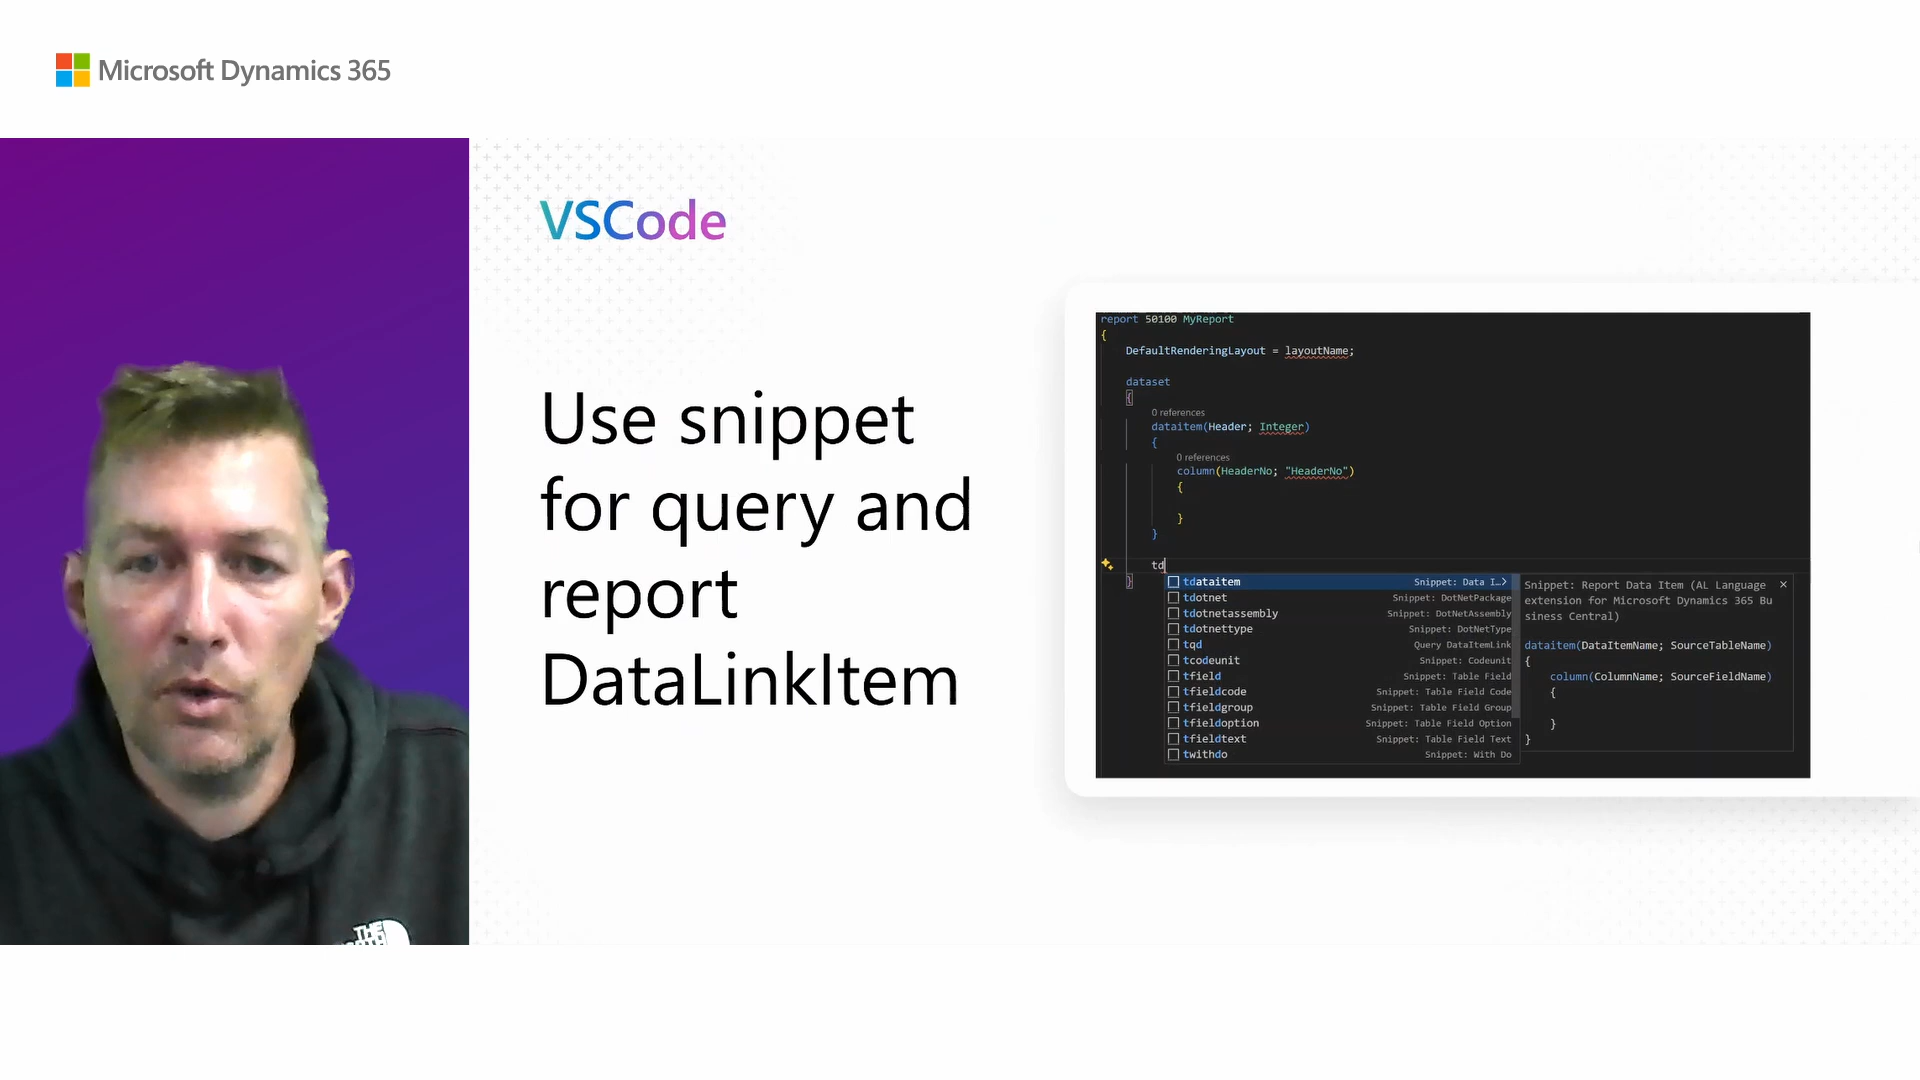 Microsoft Dynamics 365
VSCode
Use snippet
for query and
report
DataLinkItem
report 50100 MyReport
{
DefaultRenderingLayout = layoutName;
dataset
{
0 references
dataitem(Header; Integer)
{
0 references
column(HeaderNo; "HeaderNo")
{
}
}
td
}
tdataitem Snippet: Data I…
tdotnet Snippet: DotNetPackage
tdotnetassembly Snippet: DotNetAssembly
tdotnettype Snippet: DotNetType
tqd Query DataItemLink
tcodeunit Snippet: Codeunit
tfield Snippet: Table Field
tfieldcode Snippet: Table Field Code
tfieldgroup Snippet: Table Field Group
tfieldoption Snippet: Table Field Option
tfieldtext Snippet: Table Field Text
twithdo Snippet: With Do
Snippet: Report Data Item (AL Language
extension for Microsoft Dynamics 365 Bu
siness Central)
dataitem(DataItemName; SourceTableName)
{
column(ColumnName; SourceFieldName)
{
}
}
THE